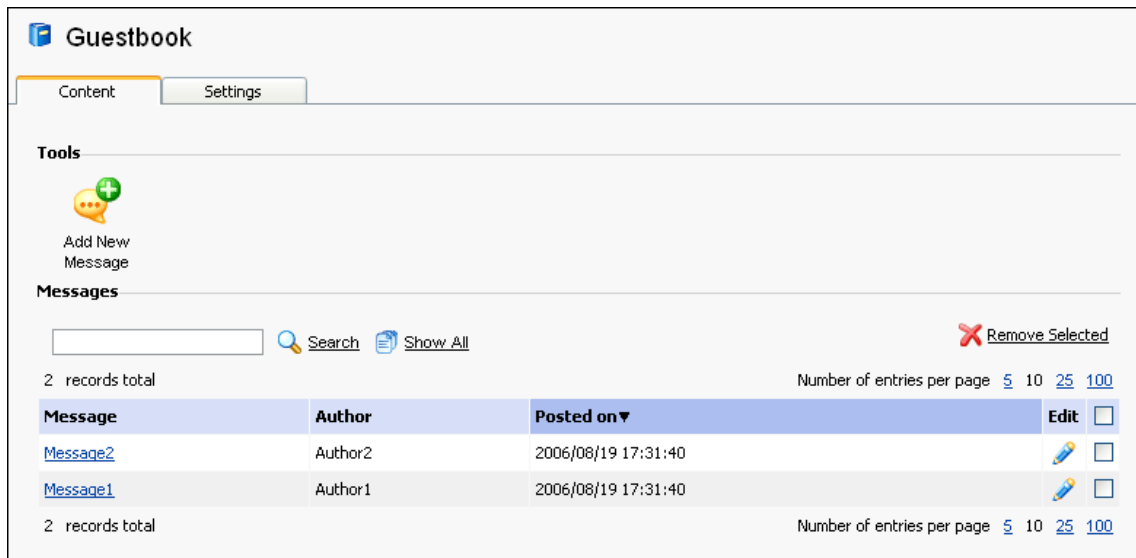 Guestbook
Content Settings
Tools
Add New
Message
Messages
Search Show All Remove Selected
2 records total Number of entries per page 5 10 25 100
Message Author Posted on▼ Edit
Message2 Author2 2006/08/19 17:31:40
Message1 Author1 2006/08/19 17:31:40
2 records total Number of entries per page 5 10 25 100